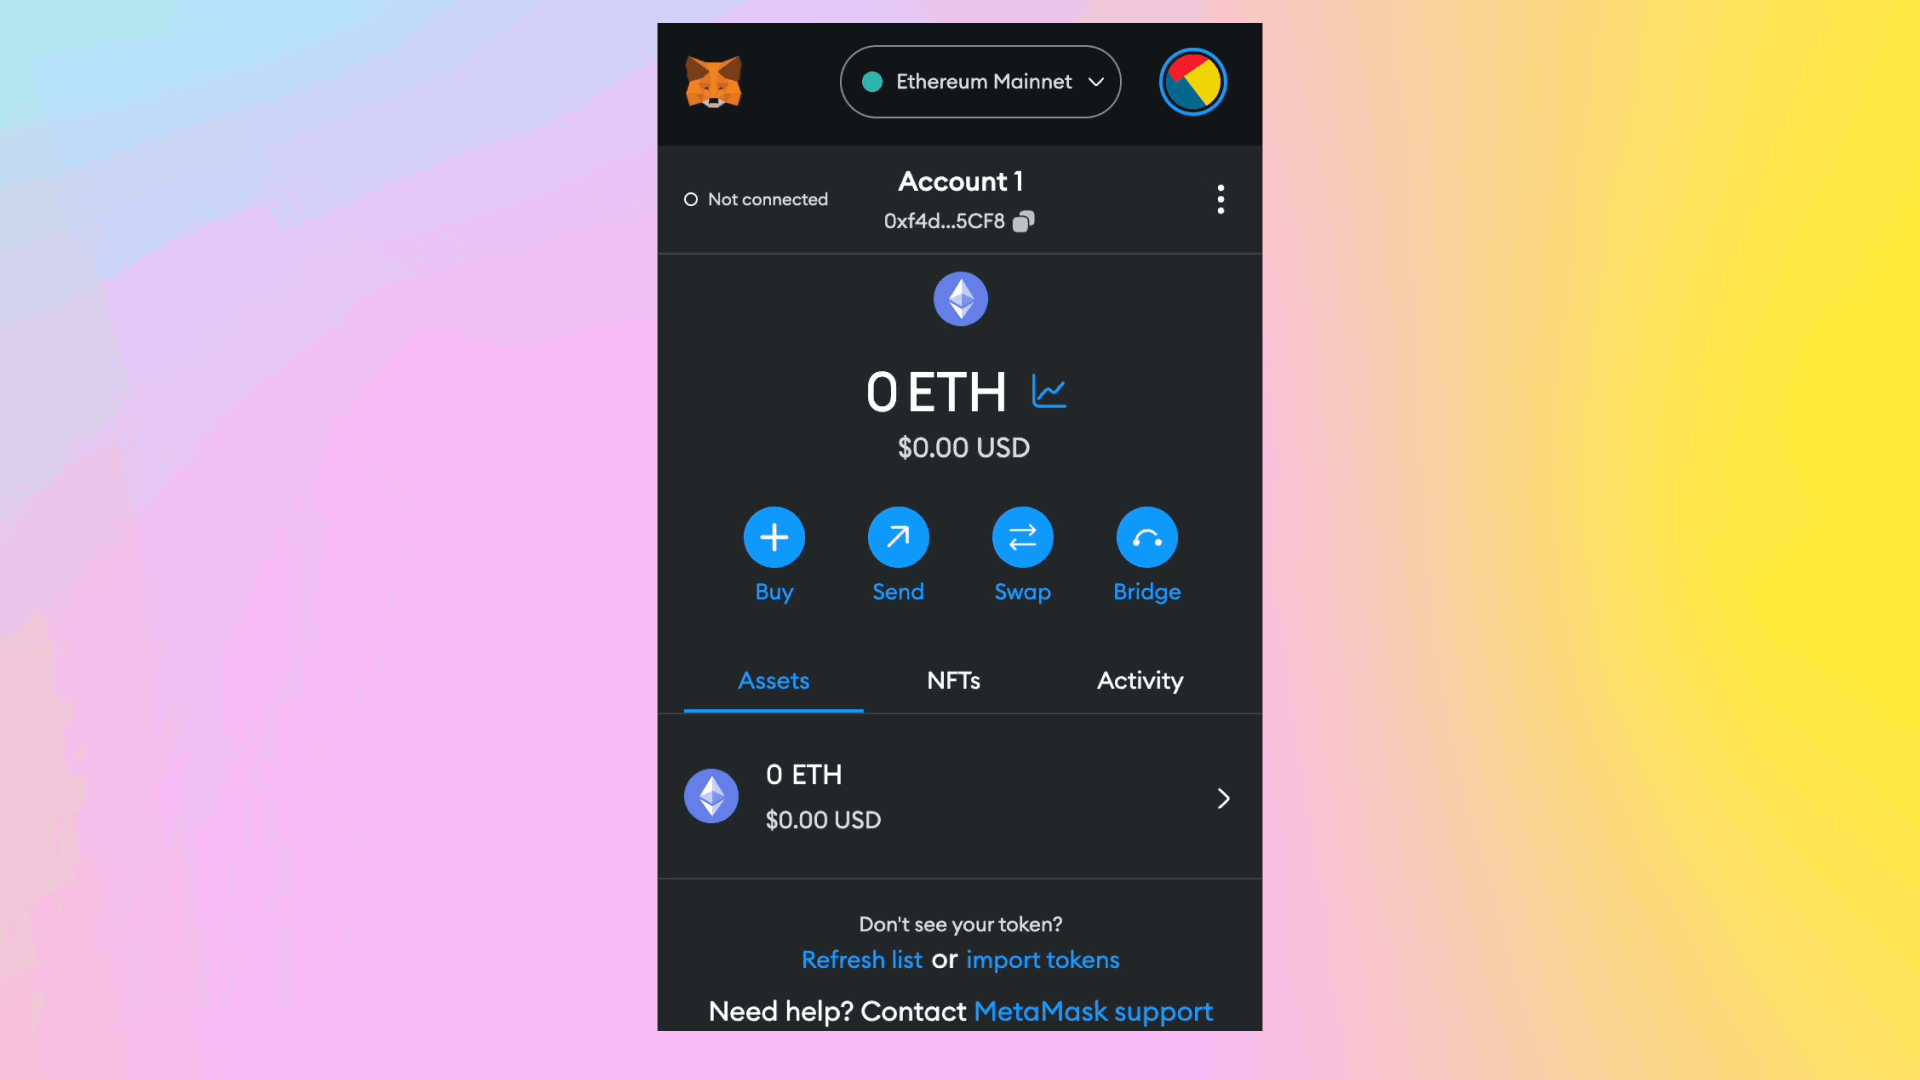 Ethereum Mainnet
Account 1
Not connected
0xf4d...5CF8
0 ETH
$0.00 USD
Buy Send Swap Bridge
Assets NFTs Activity
0 ETH
$0.00 USD
Don't see your token?
Refresh list or import tokens
Need help? Contact MetaMask support